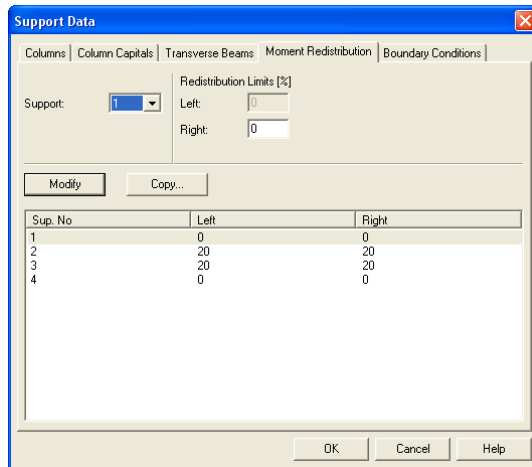 Support Data
Columns Column Capitals Transverse Beams Moment Redistribution Boundary Conditions
Redistribution Limits [%]
Support: 1 Left: 0
Right: 0
Modify Copy...
Sup. No Left Right
1 0 0
2 20 20
3 20 20
4 0 0
OK Cancel Help